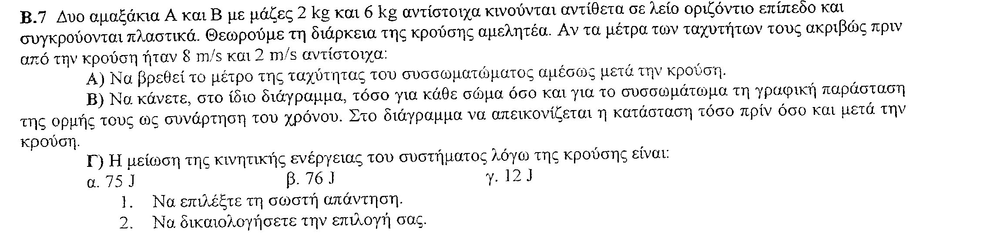 Β.7 Δυο αμαξάκια Α και Β με μάζες 2 kg και 6 kg αντίστοιχα κινούνται αντίθετα σε λείο οριζόντιο επίπεδο και
συγκρούονται πλαστικά. Θεωρούμε τη διάρκεια της κρούσης αμελητέα. Αν τα μέτρα των ταχυτήτων τους ακριβώς πριν
από την κρούση ήταν 8 m/s και 2 m/s αντίστοιχα:
Α) Να βρεθεί το μέτρο της ταχύτητας του συσσωματώματος αμέσως μετά την κρούση.
Β) Να κάνετε, στο ίδιο διάγραμμα, τόσο για κάθε σώμα όσο και για το συσσωμάτωμα τη γραφική παράσταση
της ορμής τους ως συνάρτηση του χρόνου. Στο διάγραμμα να απεικονίζεται η κατάσταση τόσο πρίν όσο και μετά την
κρούση.
Γ) Η μείωση της κινητικής ενέργειας του συστήματος λόγω της κρούσης είναι:
α. 75 J β. 76 J γ. 12 J
1. Να επιλέξτε τη σωστή απάντηση.
2. Να δικαιολογήσετε την επιλογή σας.